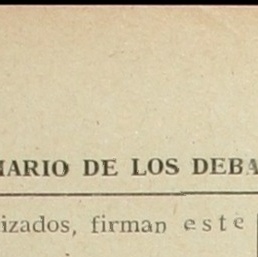 IARIO DE LOS DEBA
izados, firman este